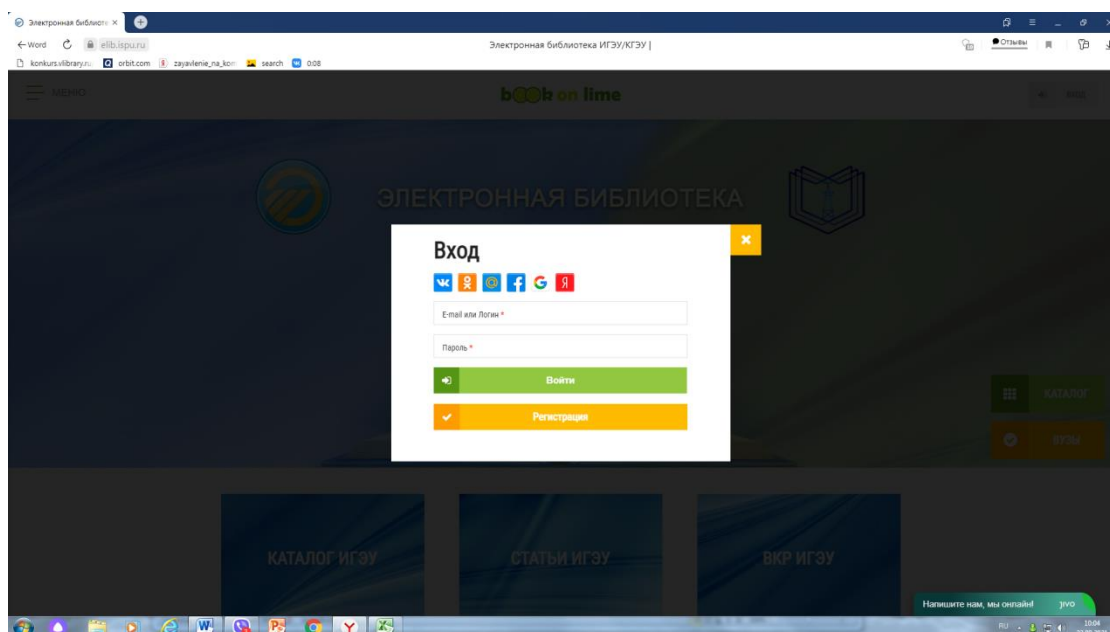 Электронная библиоте
Word elib.ispu.ru Электронная библиотека ИГЭУ/КГЭУ | Отзывы
konkurs.vlibrary.ru orbit.com zayavlenie_na_kon search 0:08
МЕНЮ book on lime ВХОД
ЭЛЕКТРОННАЯ БИБЛИОТЕКА
Вход
E-mail или Логин *
Пароль *
Войти
Регистрация
КАТАЛОГ
ВУЗЫ
КАТАЛОГ ИГЭУ СТАТЬИ ИГЭУ ВКР ИГЭУ
Напишите нам, мы онлайн! jivo
RU 10:04